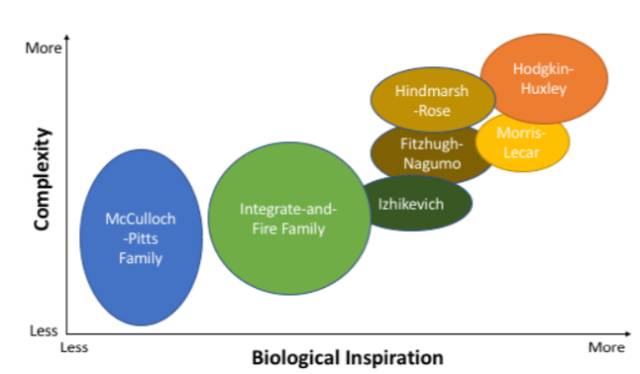 More
Complexity
Less
Less
Biological Inspiration
More
McCulloch
-Pitts
Family
Integrate-and-
Fire Family
Izhikevich
Fitzhugh-
Nagumo
Hindmarsh
-Rose
Morris-
Lecar
Hodgkin-
Huxley